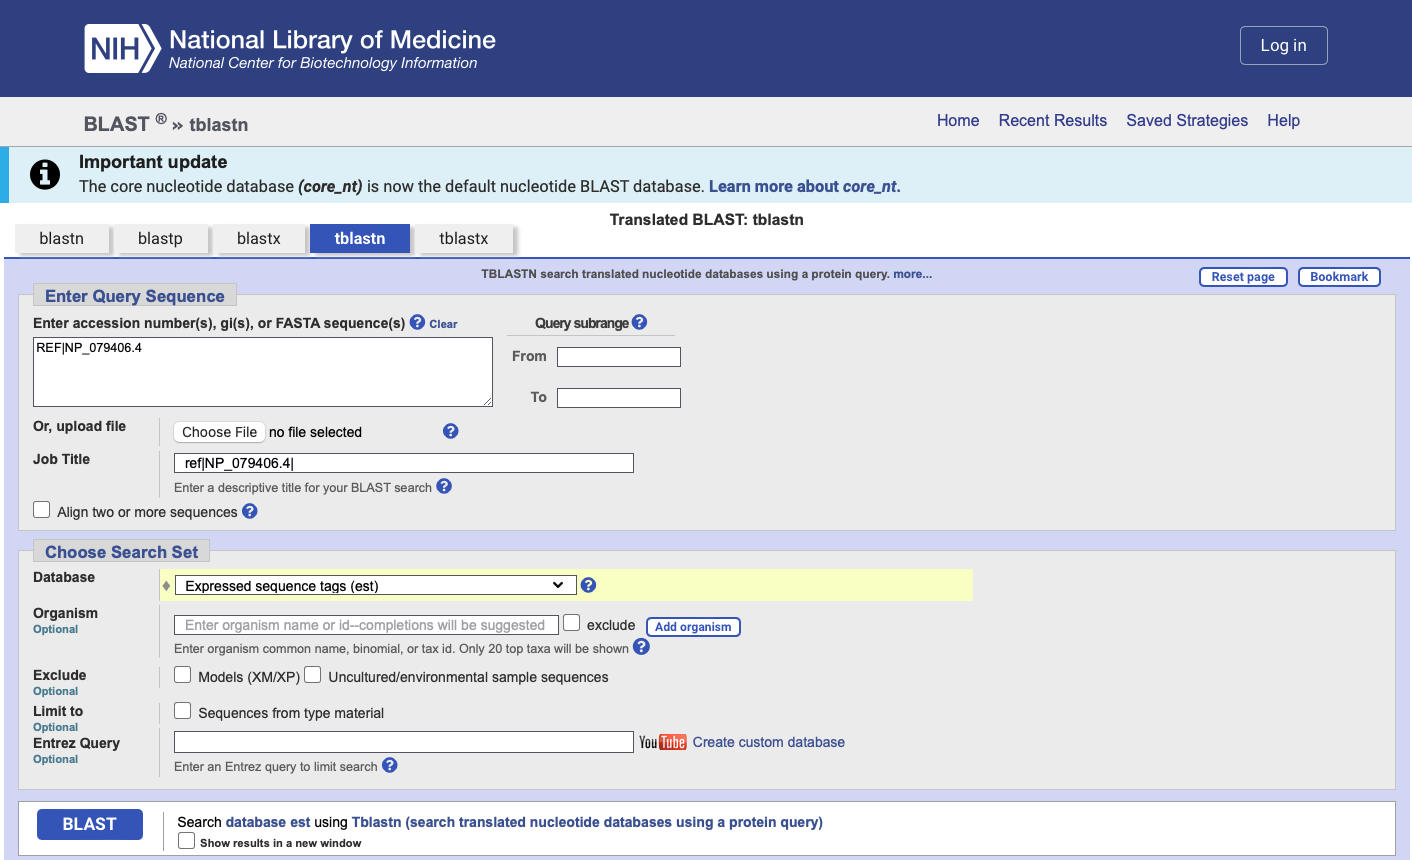 NIH National Library of Medicine
National Center for Biotechnology Information
Log in
BLAST ® » tblastn
Home Recent Results Saved Strategies Help
Important update
The core nucleotide database (core_nt) is now the default nucleotide BLAST database. Learn more about core_nt.
Translated BLAST: tblastn
blastn blastp blastx tblastn tblastx
TBLASTN search translated nucleotide databases using a protein query. more...
Reset page Bookmark
Enter Query Sequence
Enter accession number(s), gi(s), or FASTA sequence(s) ? Clear
Query subrange ?
REF|NP_079406.4
From
To
Or, upload file
Choose File no file selected ?
Job Title
ref|NP_079406.4|
Enter a descriptive title for your BLAST search ?
Align two or more sequences ?
Choose Search Set
Database
Expressed sequence tags (est) ?
Organism
Optional
Enter organism name or id--completions will be suggested exclude Add organism
Enter organism common name, binomial, or tax id. Only 20 top taxa will be shown ?
Exclude
Optional
Models (XM/XP) Uncultured/environmental sample sequences
Limit to
Optional
Sequences from type material
Entrez Query
Optional
YouTube Create custom database
Enter an Entrez query to limit search ?
BLAST
Search database est using Tblastn (search translated nucleotide databases using a protein query)
Show results in a new window